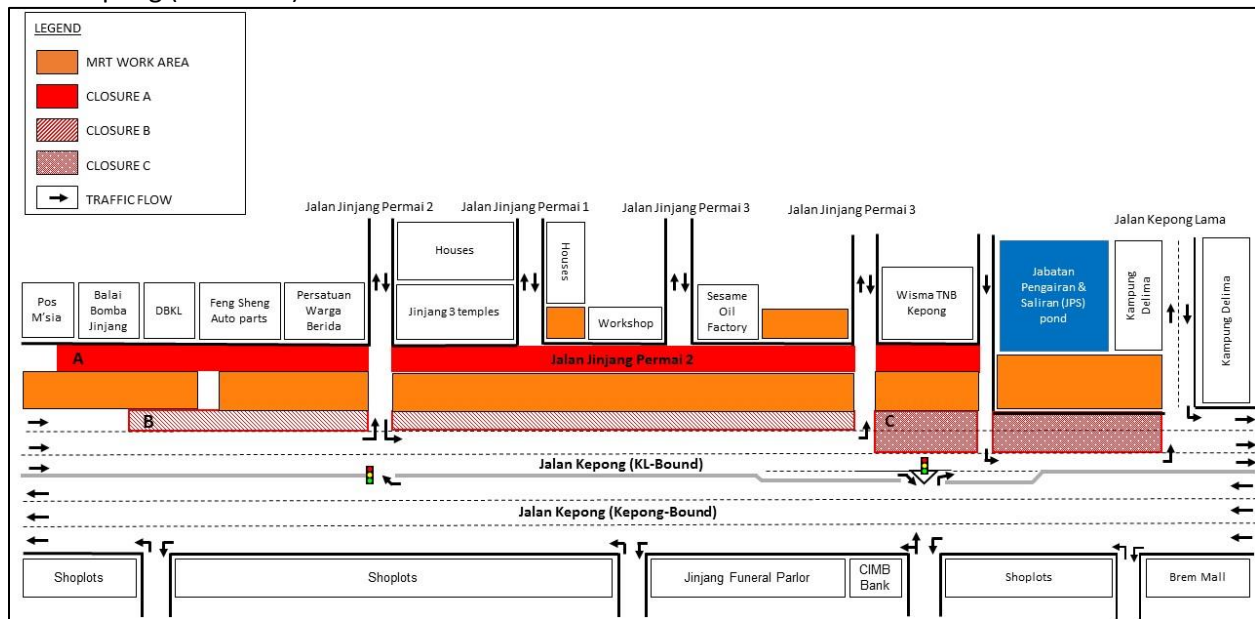 LEGEND
MRT WORK AREA
CLOSURE A
CLOSURE B
CLOSURE C
TRAFFIC FLOW
Jalan Jinjang Permai 2
Jalan Jinjang Permai 1
Jalan Jinjang Permai 3
Jalan Jinjang Permai 3
Jalan Kepong Lama
Houses
Houses
Pos
M'sia
Balai
Bomba
Jinjang
DBKL
Feng Sheng
Auto parts
Persatuan
Warga
Berida
Jinjang 3 temples
Workshop
Sesame
Oil
Factory
Wisma TNB
Kepong
Jabatan
Pengairan &
Saliran (JPS)
pond
Kampung
Delima
Kampung Delima
A
Jalan Jinjang Permai 2
B
C
Jalan Kepong (KL-Bound)
Jalan Kepong (Kepong-Bound)
Shoplots
Shoplots
Jinjang Funeral Parlor
CIMB
Bank
Shoplots
Brem Mall